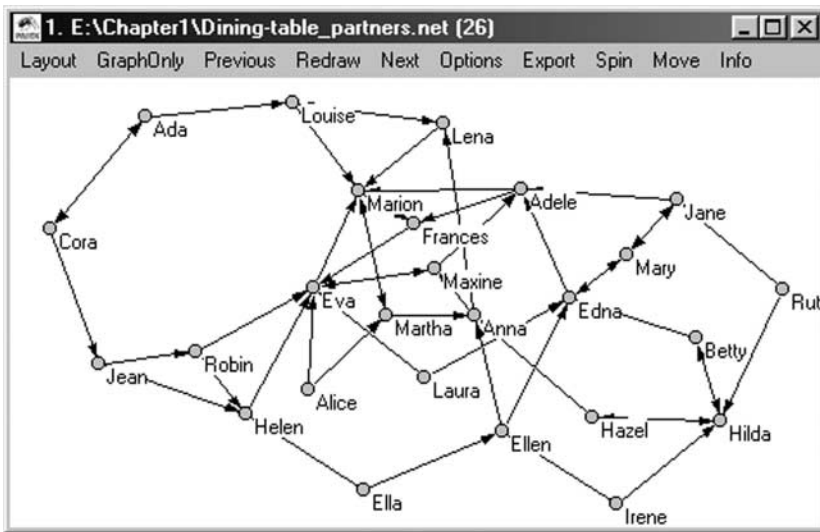 1. E:\Chapter1\Dining-table_partners.net (26)
Layout GraphOnly Previous Redraw Next Options Export Spin Move Info
Louise
Ada
Lena
Marion
Adele
Jane
Frances
Cora
Mary
Maxine
Eva
Rut
Edna
Martha
Anna
Betty
Robin
Jean
Laura
Alice
Helen
Hazel
Hilda
Ellen
Ella
Irene